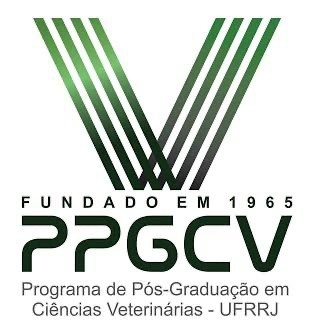 FUNDADO EM 1965
PPGCV
Programa de Pós-Graduação em
Ciências Veterinárias - UFRRJ